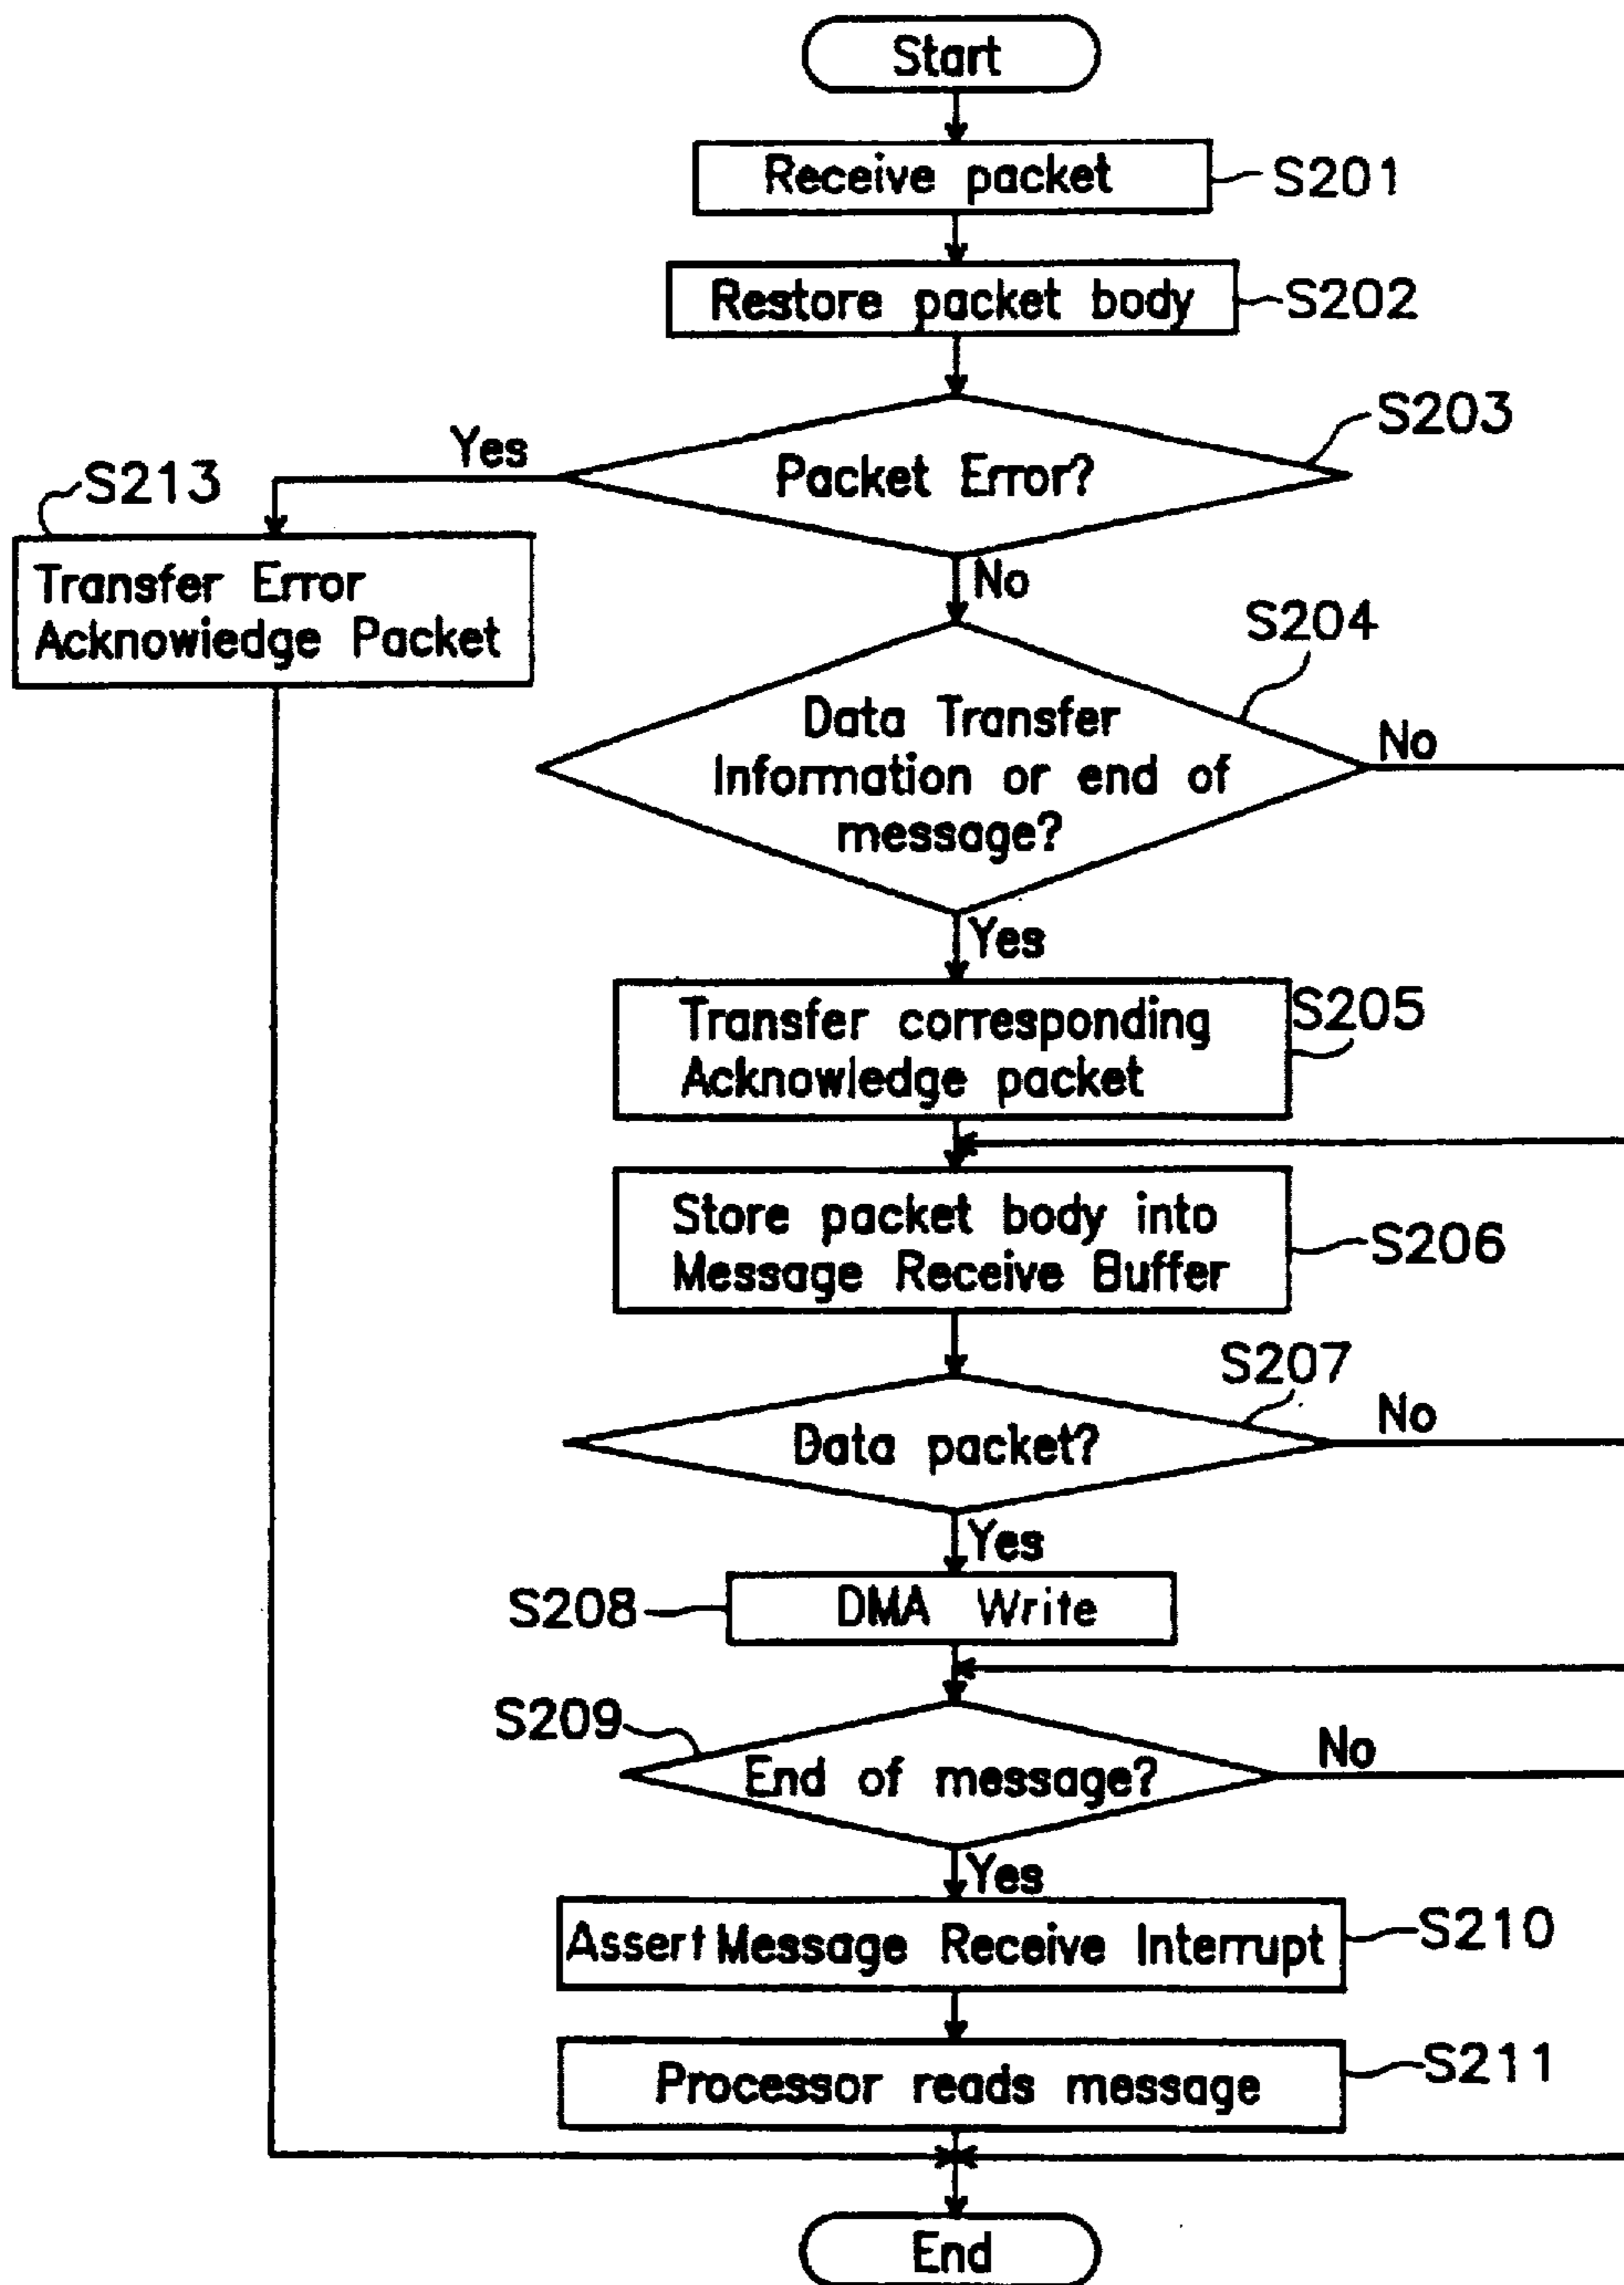 Start
Receive packet
S201
Restore packet body
S202
S203
Yes
Packet Error?
S213
Transfer Error
Acknowiedge Packet
No
S204
Data Transfer
Information or end of
message?
No
Yes
Transfer corresponding
Acknowledge packet
S205
Store packet body into
Message Receive Buffer
S206
S207
Data packet?
No
Yes
S208
DMA Write
S209
End of message?
No
Yes
Assert Message Receive Interrupt
S210
Processor reads message
S211
End